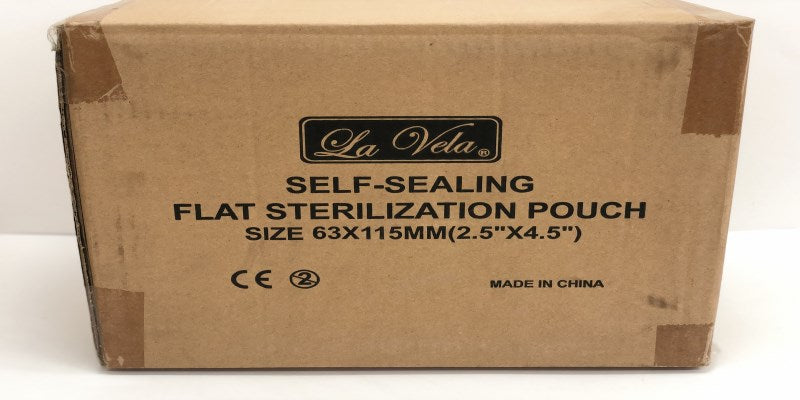 La Vela®
SELF-SEALING
FLAT STERILIZATION POUCH
SIZE 63X115MM(2.5"X4.5")
CE 2 MADE IN CHINA